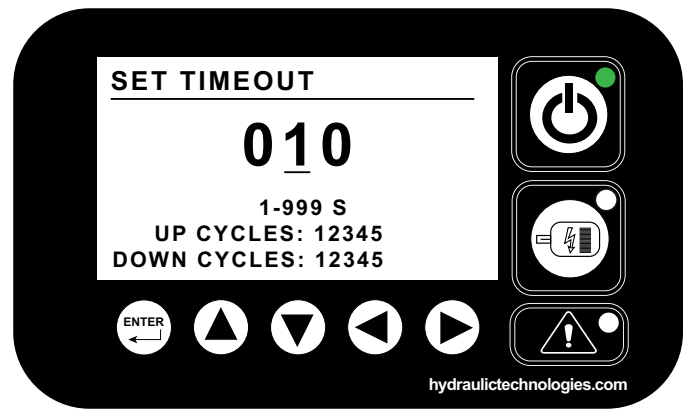 SET TIMEOUT
010
1-999 S
UP CYCLES: 12345
DOWN CYCLES: 12345
ENTER
hydraulictechnologies.com